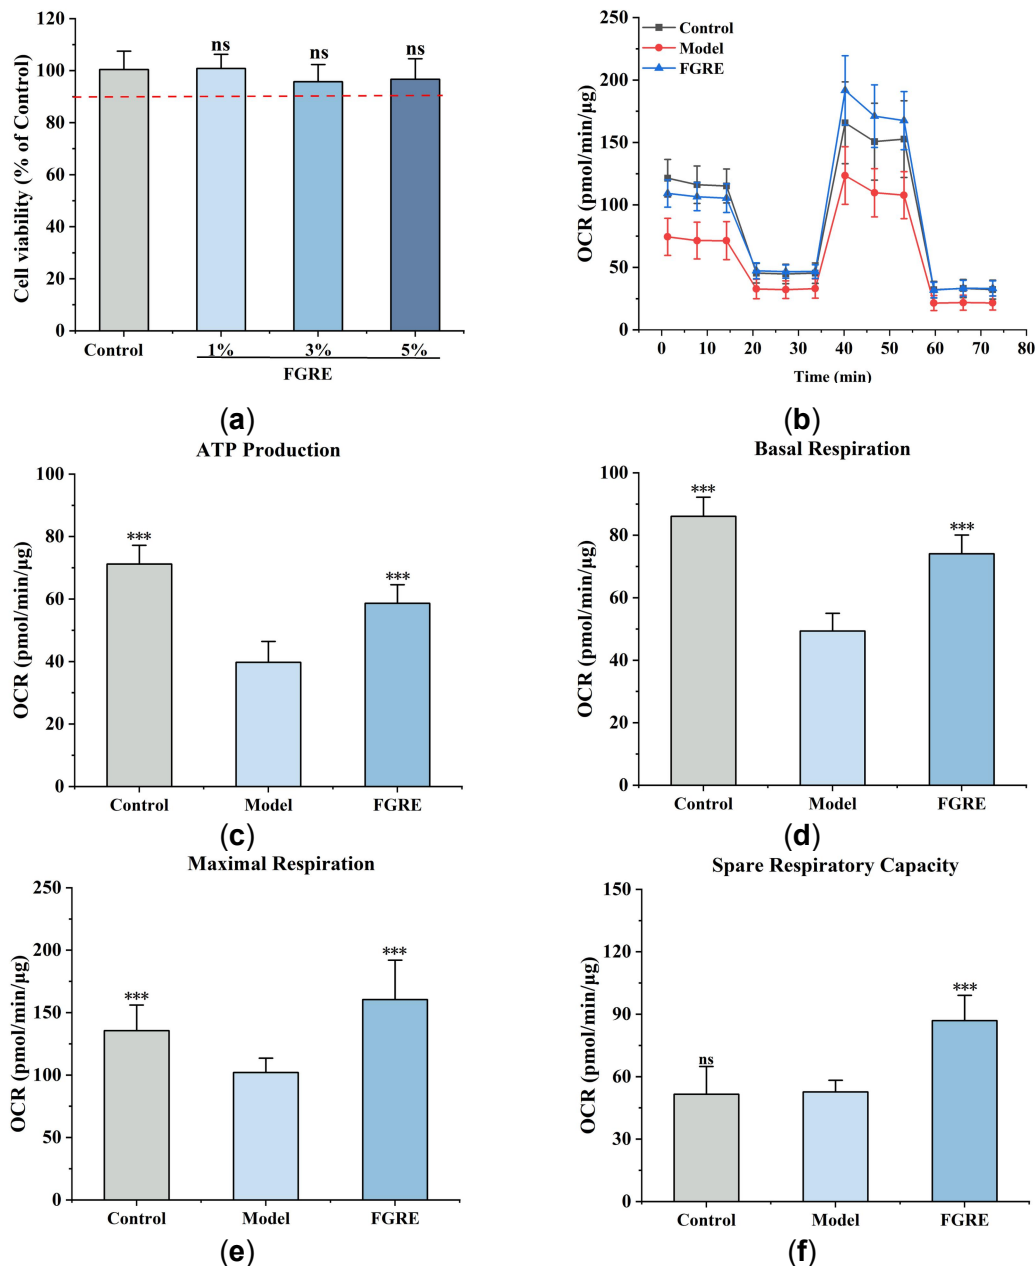 Cell viability (% of Control)
120
100
80
60
40
20
0
ns
ns
ns
Control
1%
3%
5%
FGRE
(a)
OCR (pmol/min/μg)
250
200
150
100
50
0
Control
Model
FGRE
0
10
20
30
40
50
60
70
80
Time (min)
(b)
ATP Production
OCR (pmol/min/μg)
100
80
60
40
20
0
***
***
Control
Model
FGRE
(c)
Basal Respiration
OCR (pmol/min/μg)
100
80
60
40
20
0
***
***
Control
Model
FGRE
(d)
Maximal Respiration
OCR (pmol/min/μg)
250
200
150
100
50
0
***
***
Control
Model
FGRE
(e)
Spare Respiratory Capacity
OCR (pmol/min/μg)
150
120
90
60
30
0
ns
***
Control
Model
FGRE
(f)